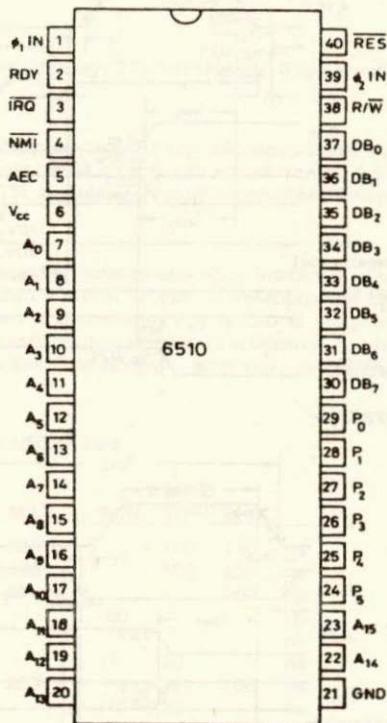 ϕ₁ IN 1
RDY 2
I̅R̅Q̅ 3
N̅M̅I̅ 4
AEC 5
Vcc 6
A₀ 7
A₁ 8
A₂ 9
A₃ 10
A₄ 11
A₅ 12
A₆ 13
A₇ 14
A₈ 15
A₉ 16
A₁₀ 17
A₁₁ 18
A₁₂ 19
A₁₃ 20
6510
40 R̅E̅S̅
39 ϕ₂ IN
38 R/W̅
37 DB₀
36 DB₁
35 DB₂
34 DB₃
33 DB₄
32 DB₅
31 DB₆
30 DB₇
29 P₀
28 P₁
27 P₂
26 P₃
25 P₄
24 P₅
23 A₁₅
22 A₁₄
21 GND